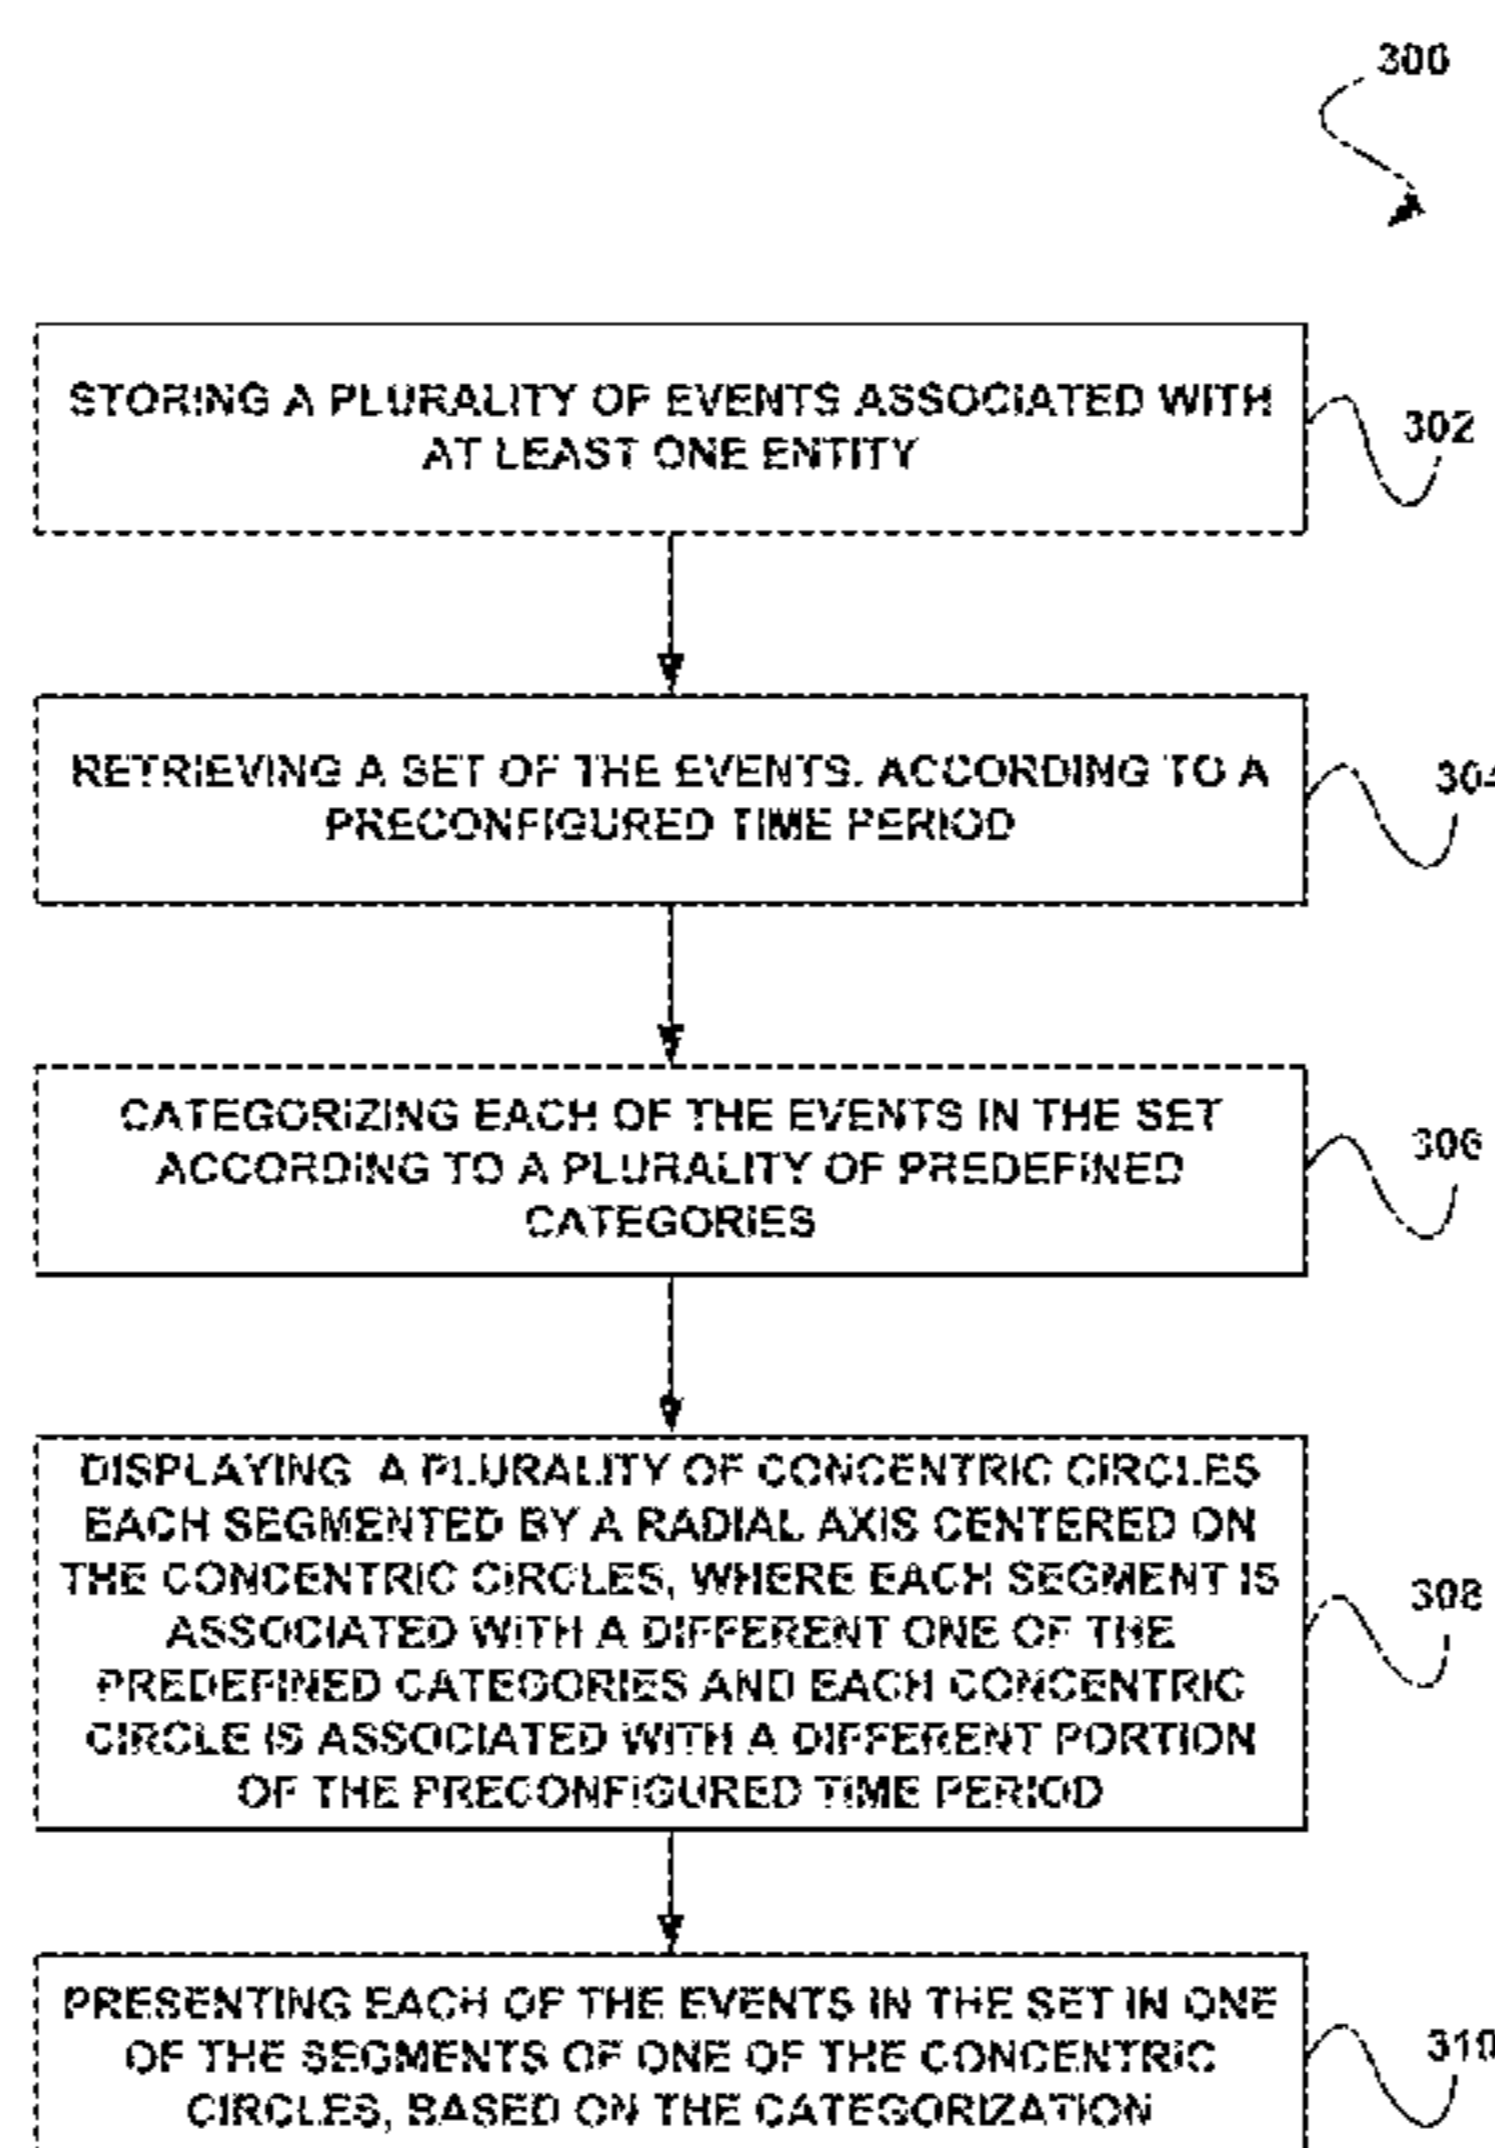 300
STORING A PLURALITY OF EVENTS ASSOCIATED WITH
AT LEAST ONE ENTITY
302
RETRIEVING A SET OF THE EVENTS, ACCORDING TO A
PRECONFIGURED TIME PERIOD
304
CATEGORIZING EACH OF THE EVENTS IN THE SET
ACCORDING TO A PLURALITY OF PREDEFINED
CATEGORIES
306
DISPLAYING A PLURALITY OF CONCENTRIC CIRCLES
EACH SEGMENTED BY A RADIAL AXIS CENTERED ON
THE CONCENTRIC CIRCLES, WHERE EACH SEGMENT IS
ASSOCIATED WITH A DIFFERENT ONE OF THE
PREDEFINED CATEGORIES AND EACH CONCENTRIC
CIRCLE IS ASSOCIATED WITH A DIFFERENT PORTION
OF THE PRECONFIGURED TIME PERIOD
308
PRESENTING EACH OF THE EVENTS IN THE SET IN ONE
OF THE SEGMENTS OF ONE OF THE CONCENTRIC
CIRCLES, BASED ON THE CATEGORIZATION
310